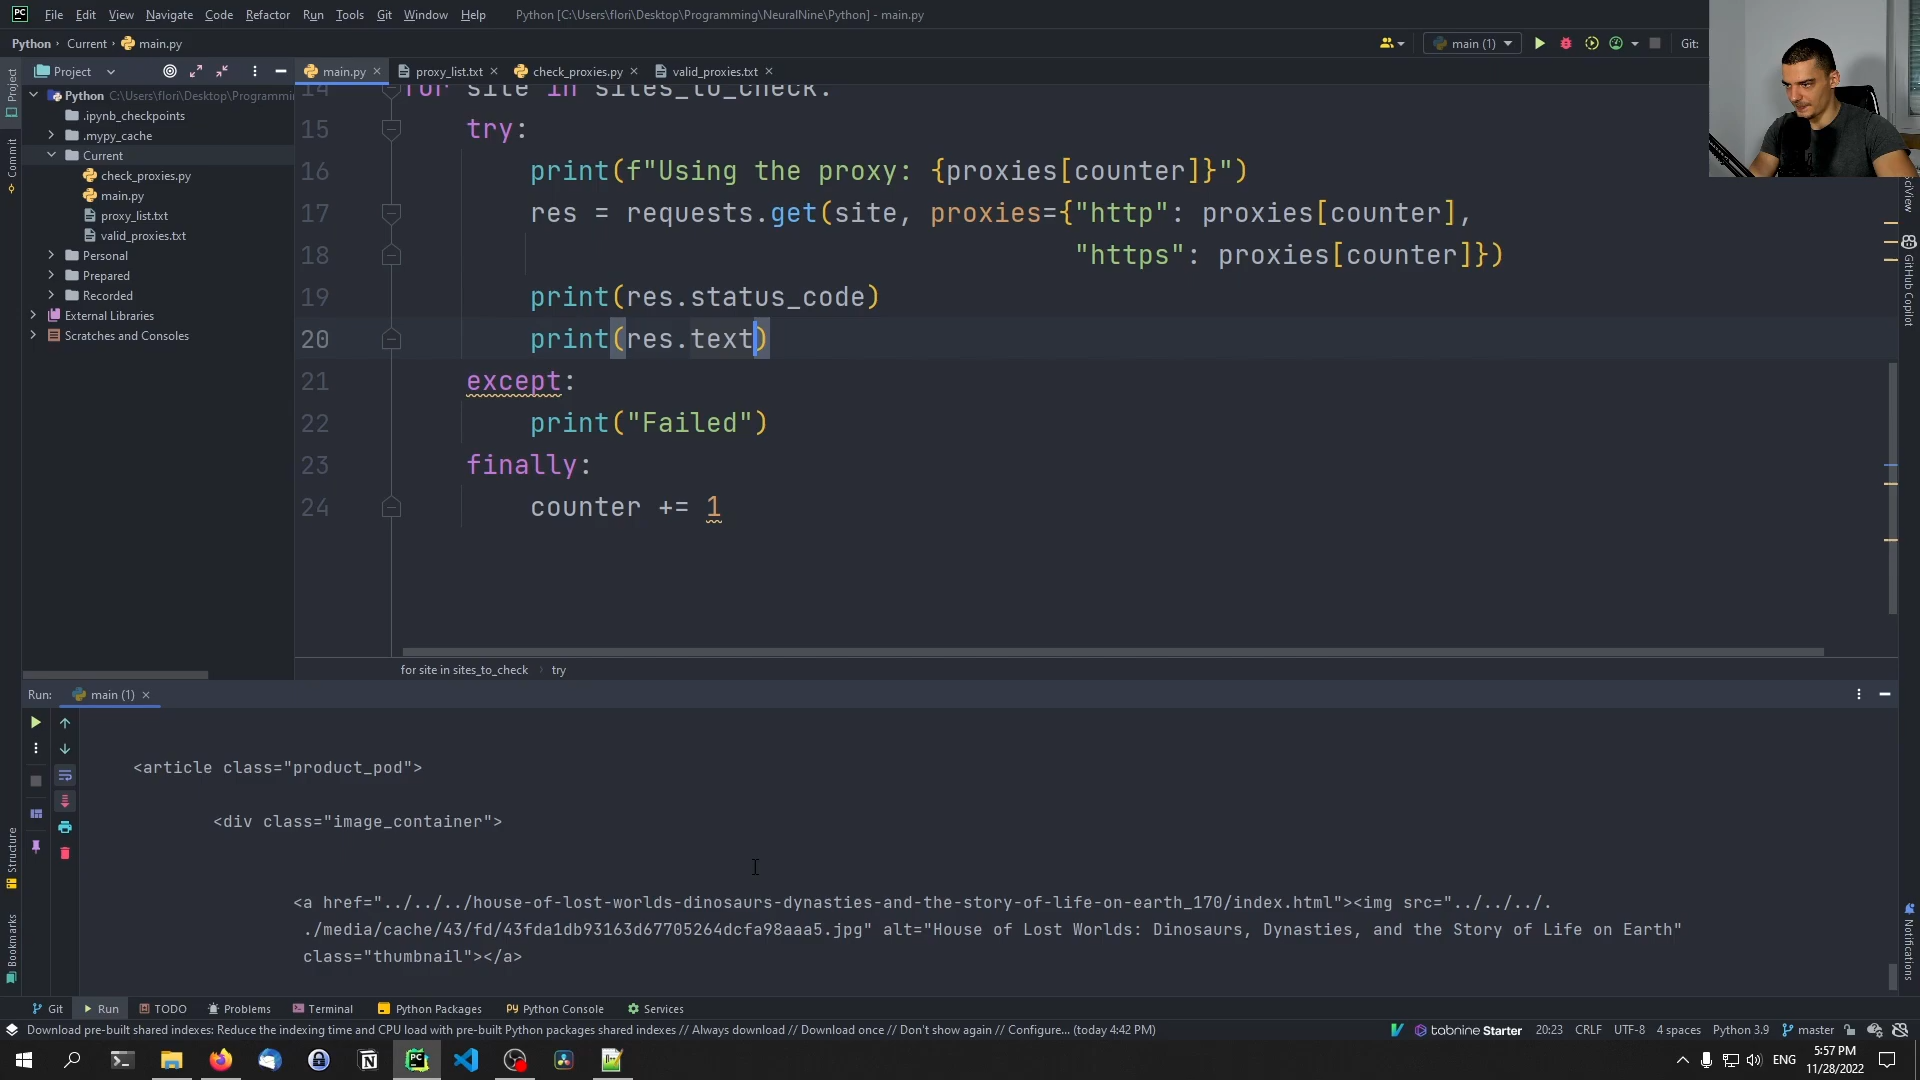 PC File Edit View Navigate Code Refactor Run Tools Git Window Help Python [C:\Users\flori\Desktop\Programming\NeuralNine\Python] - main.py
Python › Current › main.py
main (1)
Git:
Project
main.py
proxy_list.txt
check_proxies.py
valid_proxies.txt
Python C:\Users\flori\Desktop\Programmi
.ipynb_checkpoints
.mypy_cache
Current
check_proxies.py
main.py
proxy_list.txt
valid_proxies.txt
Personal
Prepared
Recorded
External Libraries
Scratches and Consoles
Project
Commit
Structure
Bookmarks
SciView
GitHub Copilot
Notifications
14 for site in sites_to_check:
15 try:
16 print(f"Using the proxy: {proxies[counter]}")
17 res = requests.get(site, proxies={"http": proxies[counter],
18 "https": proxies[counter]})
19 print(res.status_code)
20 print(res.text)
21 except:
22 print("Failed")
23 finally:
24 counter += 1
for site in sites_to_check › try
Run: main (1)
<article class="product_pod">
<div class="image_container">
<a href="../../../house-of-lost-worlds-dinosaurs-dynasties-and-the-story-of-life-on-earth_170/index.html"><img src="../../../.
./media/cache/43/fd/43fda1db93163d67705264dcfa98aaa5.jpg" alt="House of Lost Worlds: Dinosaurs, Dynasties, and the Story of Life on Earth"
class="thumbnail"></a>
Git Run TODO Problems Terminal Python Packages Python Console Services
Download pre-built shared indexes: Reduce the indexing time and CPU load with pre-built Python packages shared indexes // Always download // Download once // Don't show again // Configure... (today 4:42 PM)
tabnine Starter 20:23 CRLF UTF-8 4 spaces Python 3.9 master
ENG
5:57 PM
11/28/2022